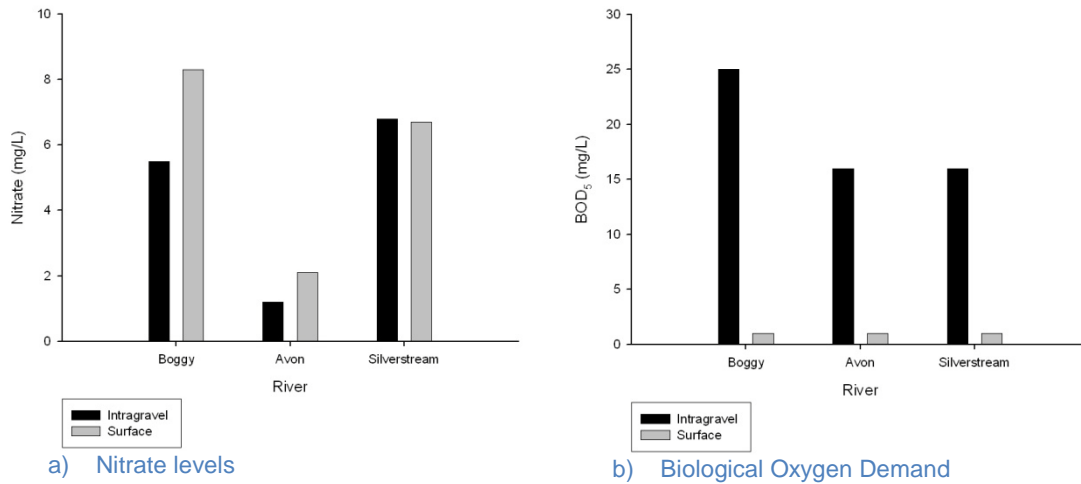 10
8
6
4
2
0
Nitrate (mg/L)
Boggy Avon Silverstream
River
Intragravel
Surface
a) Nitrate levels
30
25
20
15
10
5
0
BOD₅ (mg/L)
Boggy Avon Silverstream
River
Intragravel
Surface
b) Biological Oxygen Demand